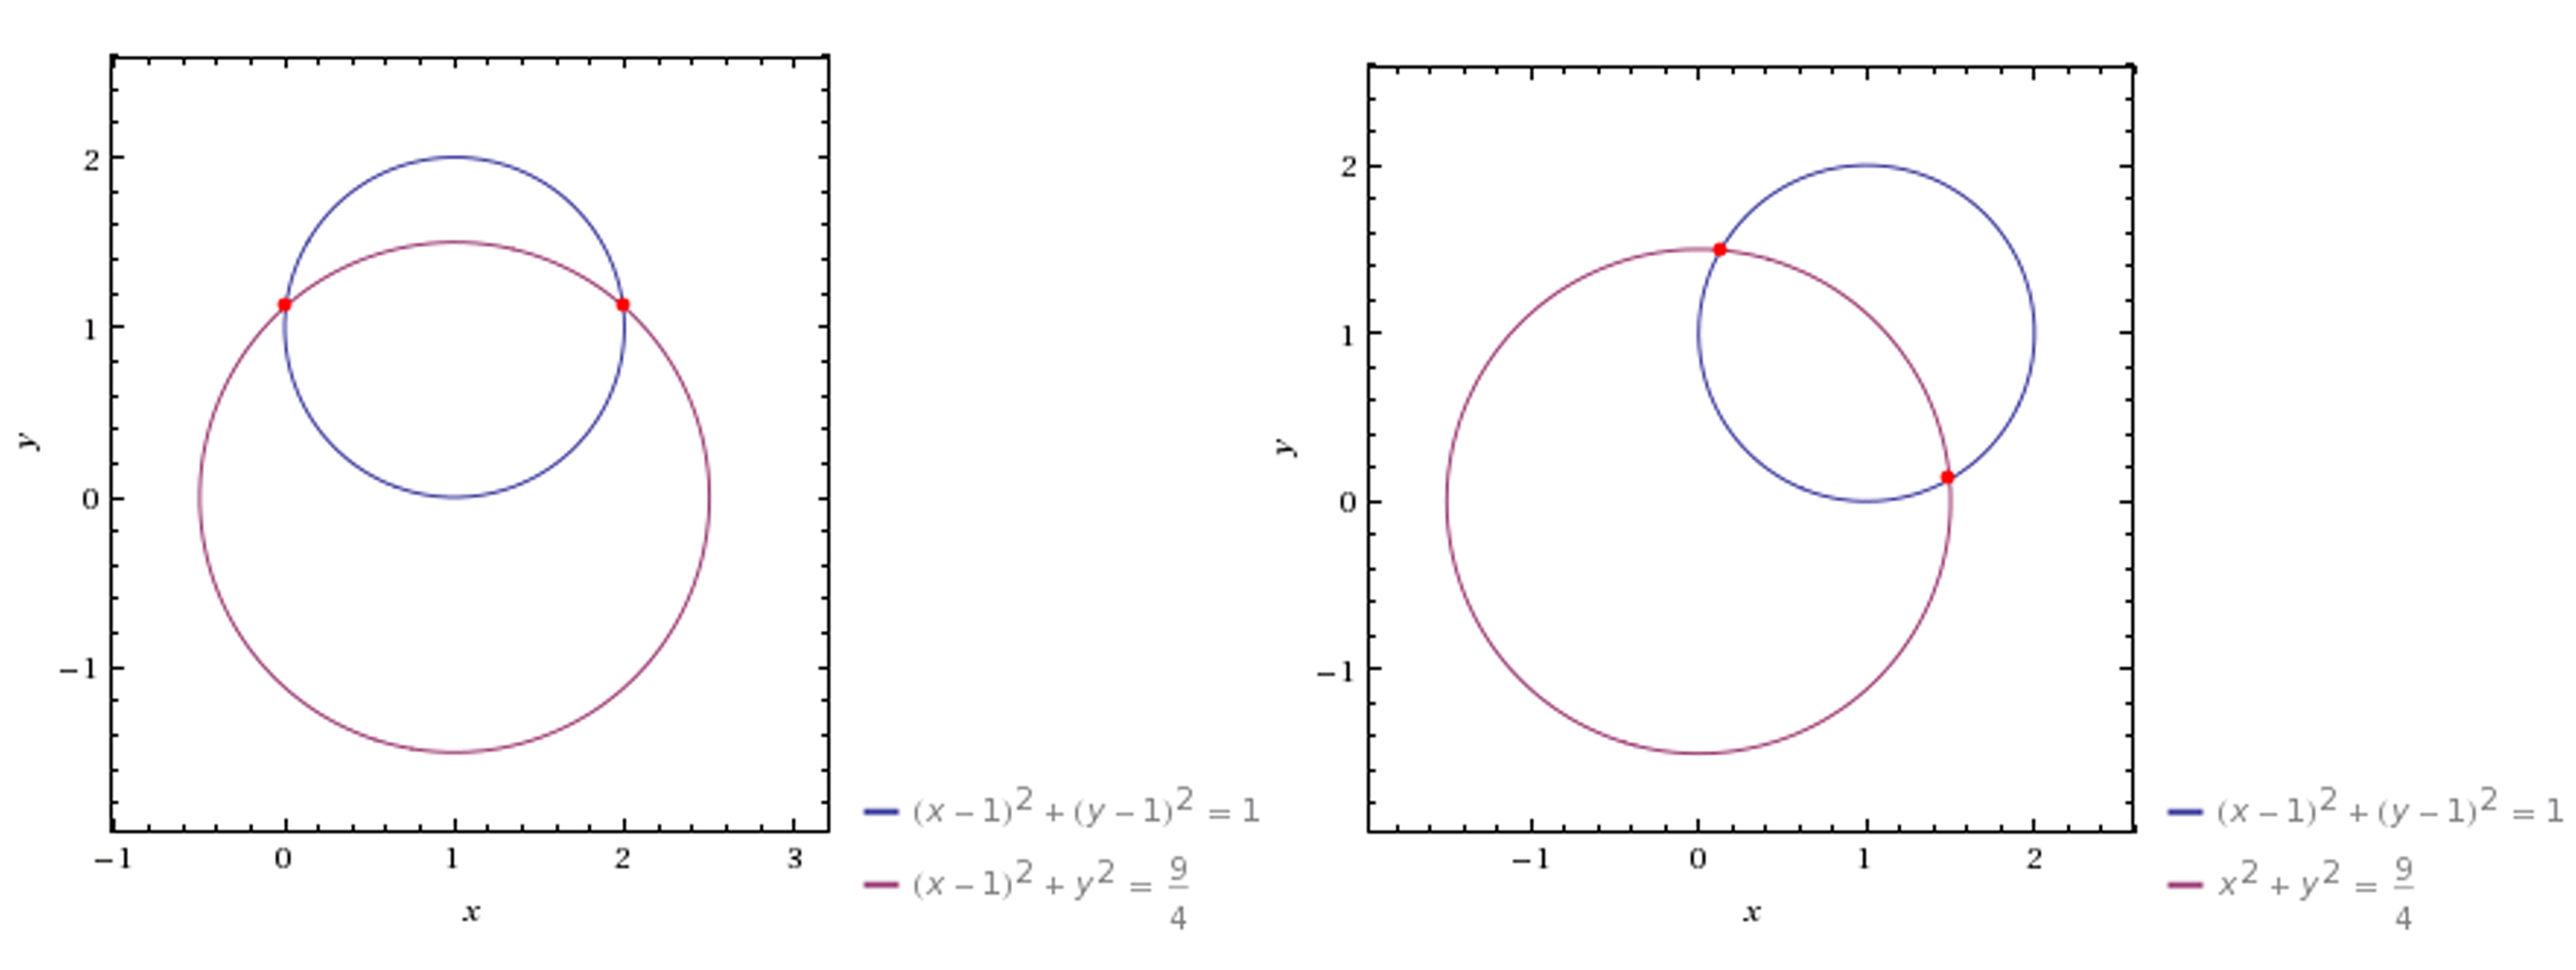 2
1
0
−1
y
−1 0 1 2 3
x
(x − 1)² + (y − 1)² = 1
(x − 1)² + y² = 9/4
2
1
0
−1
y
−1 0 1 2
x
(x − 1)² + (y − 1)² = 1
x² + y² = 9/4